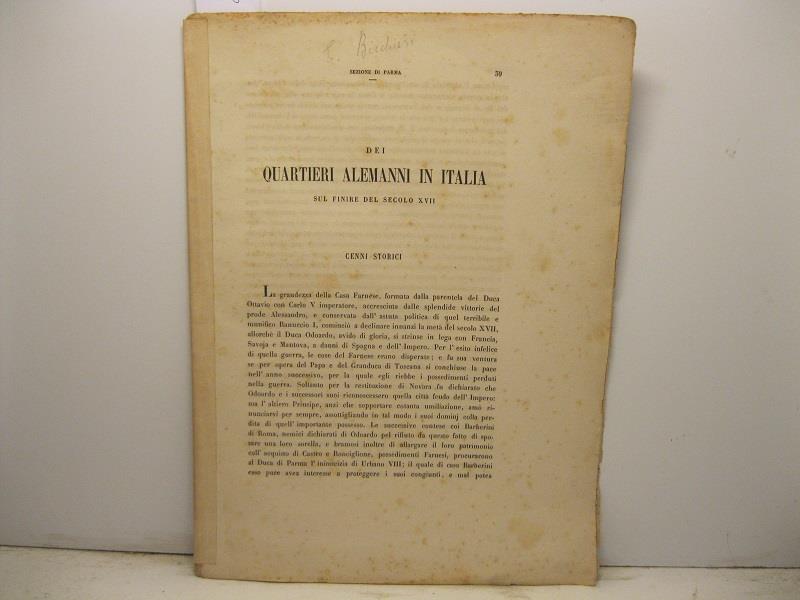 SEZIONE DI PARMA 39
DEI
QUARTIERI ALEMANNI IN ITALIA
SUL FINIRE DEL SECOLO XVII
CENNI STORICI
La grandezza della Casa Farnese, formata dalla parentela del Duca
Ottavio con Carlo V imperatore, accresciuta dalle splendide vittorie del
prode Alessandro, e conservata dall' astuta politica di quel terribile e
munifico Ranuccio I, cominciò a declinare innanzi la metà del secolo XVII,
allorchè il Duca Odoardo, avido di gloria, si strinse in lega con Francia,
Savoja e Mantova, a danni di Spagna e dell' Impero. Per l' esito infelice
di quella guerra, le cose del Farnese erano disperate; e fu sua ventura
se per opera del Papa e del Granduca di Toscana si conchiuse la pace
nell' anno successivo, per la quale egli riebbe i possedimenti perduti
nella guerra. Soltanto per la restituzione di Novara fu dichiarato che
Odoardo e i successori suoi riconoscessero quella città feudo dell' Impero:
ma l' altiero Principe, anzi che sopportare cotanta umiliazione, amò ri-
nunciarvi per sempre, assottigliando in tal modo i suoi dominj colla per-
dita di quell' importante possesso. Le successive contese coi Barberini
di Roma, nemici dichiarati di Odoardo pel rifiuto da questo fatto di spo-
sare una loro sorella, e bramosi inoltre di allargare il loro patrimonio
coll' acquisto di Castro e Ronciglione, possedimenti Farnesi, procurarono
al Duca di Parma l' inimicizia di Urbano VIII; il quale di casa Barberini
esso pure avea interesse a proteggere i suoi congiunti, e mal potea